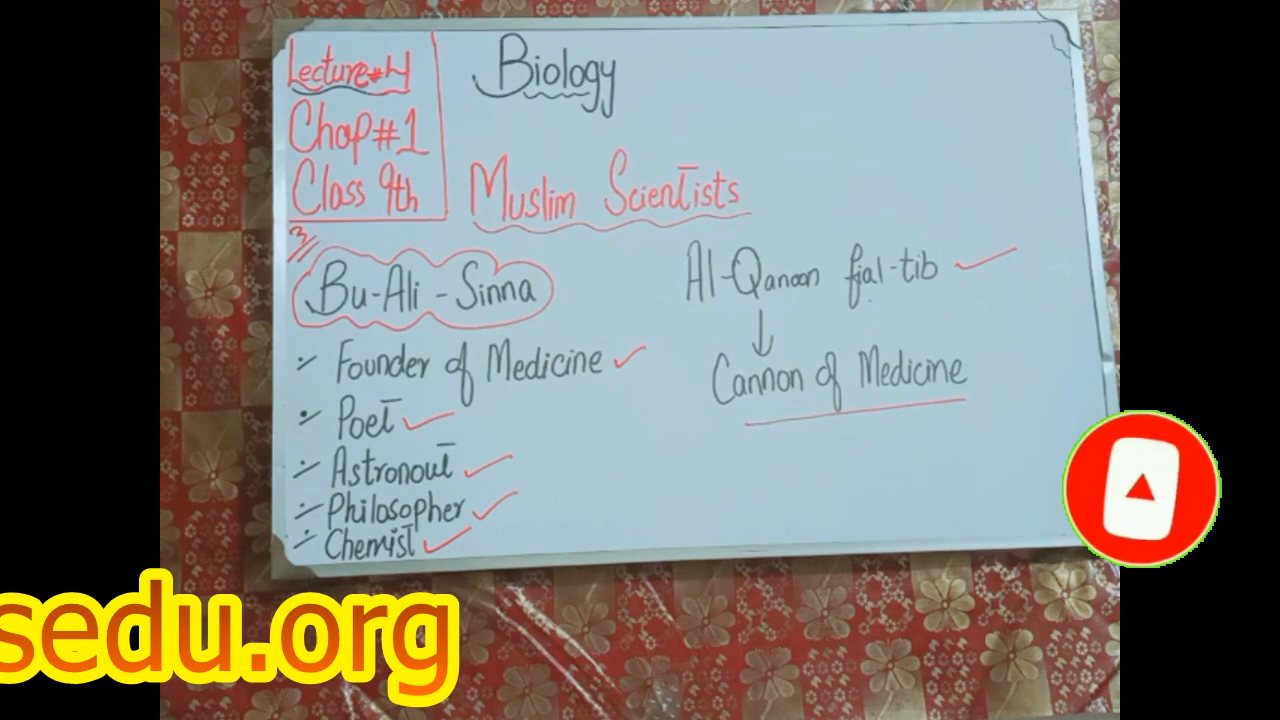 Lecture#4
Chap#1
Class 9th
Biology
Muslim Scientists
3
Bu-Ali-Sinna
Founder of Medicine
Poet
Astronout
Philosopher
Chemist
Al-Qanoon fial-tib
Cannon of Medicine
sedu.org